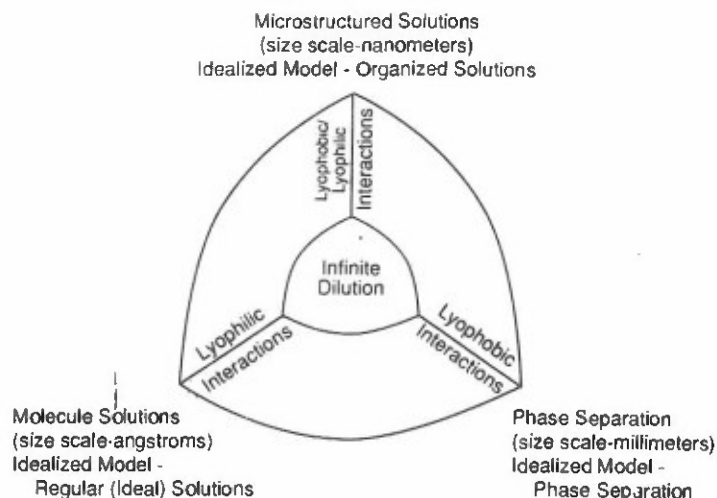 Microstructured Solutions
(size scale-nanometers)
Idealized Model - Organized Solutions
Lyophobic/
Lyophilic
Interactions
Infinite
Dilution
Lyophilic
Interactions
Lyophobic
Interactions
Molecule Solutions
(size scale-angstroms)
Idealized Model -
Regular (Ideal) Solutions
Phase Separation
(size scale-millimeters)
Idealized Model -
Phase Separation